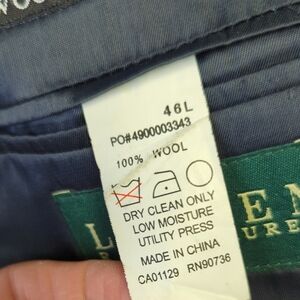 46L
PO#4900003343
100% WOOL
DRY CLEAN ONLY
LOW MOISTURE
UTILITY PRESS
MADE IN CHINA
CA01129 RN90736